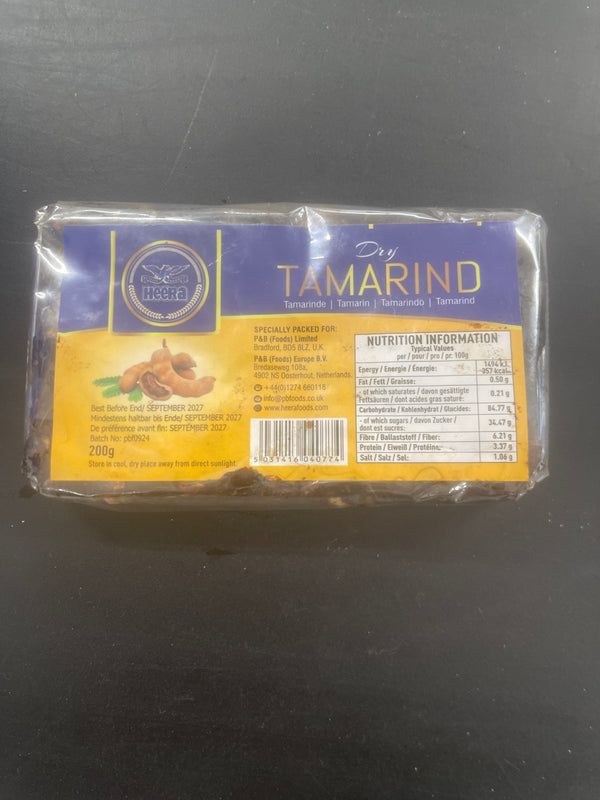 HEERA
Dry
TAMARIND
Tamarinde | Tamarin | Tamarindo | Tamarind
SPECIALLY PACKED FOR:
P&B (Foods) Limited
Bradford, BD5 8LZ, U.K.
P&B (Foods) Europe B.V.
Bredaseweg 108a,
4902 NS Oosterhout, Netherlands.
+44(0)1274 660116
info@pbfoods.co.uk
www.heerafoods.com
5 031416 040774
Best Before End/ SEPTEMBER 2027
Mindestens haltbar bis Ende/ SEPTEMBER 2027
De préférence avant fin: SEPTEMBER 2027
Batch No: pbf0924
200g
Store in cool, dry place away from direct sunlight.
NUTRITION INFORMATION
Typical Values
per / pour / pro / pc 100g
Energy / Energie / Energie: 1494 kJ
357 kcal
Fat / Fett / Graisse: 0.50 g
- of which saturates / davon gesättigte
Fettsäuren / dont acides gras saturé: 0.21 g
Carbohydrate / Kohlenhydrat / Glucides: 84.77 g
- of which sugars / davon Zucker /
dont est sucres: 34.47 g
Fibre / Ballaststoff / Fiber: 6.21 g
Protein / Eiweiß / Protéine: 3.37 g
Salt / Salz / Sel: 1.06 g